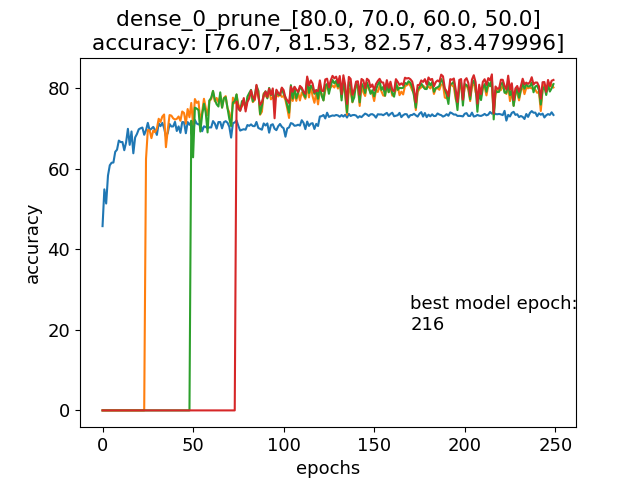 dense_0_prune_[80.0, 70.0, 60.0, 50.0]
accuracy: [76.07, 81.53, 82.57, 83.479996]
80
60
40
20
0
accuracy
best model epoch:
216
0 50 100 150 200 250
epochs